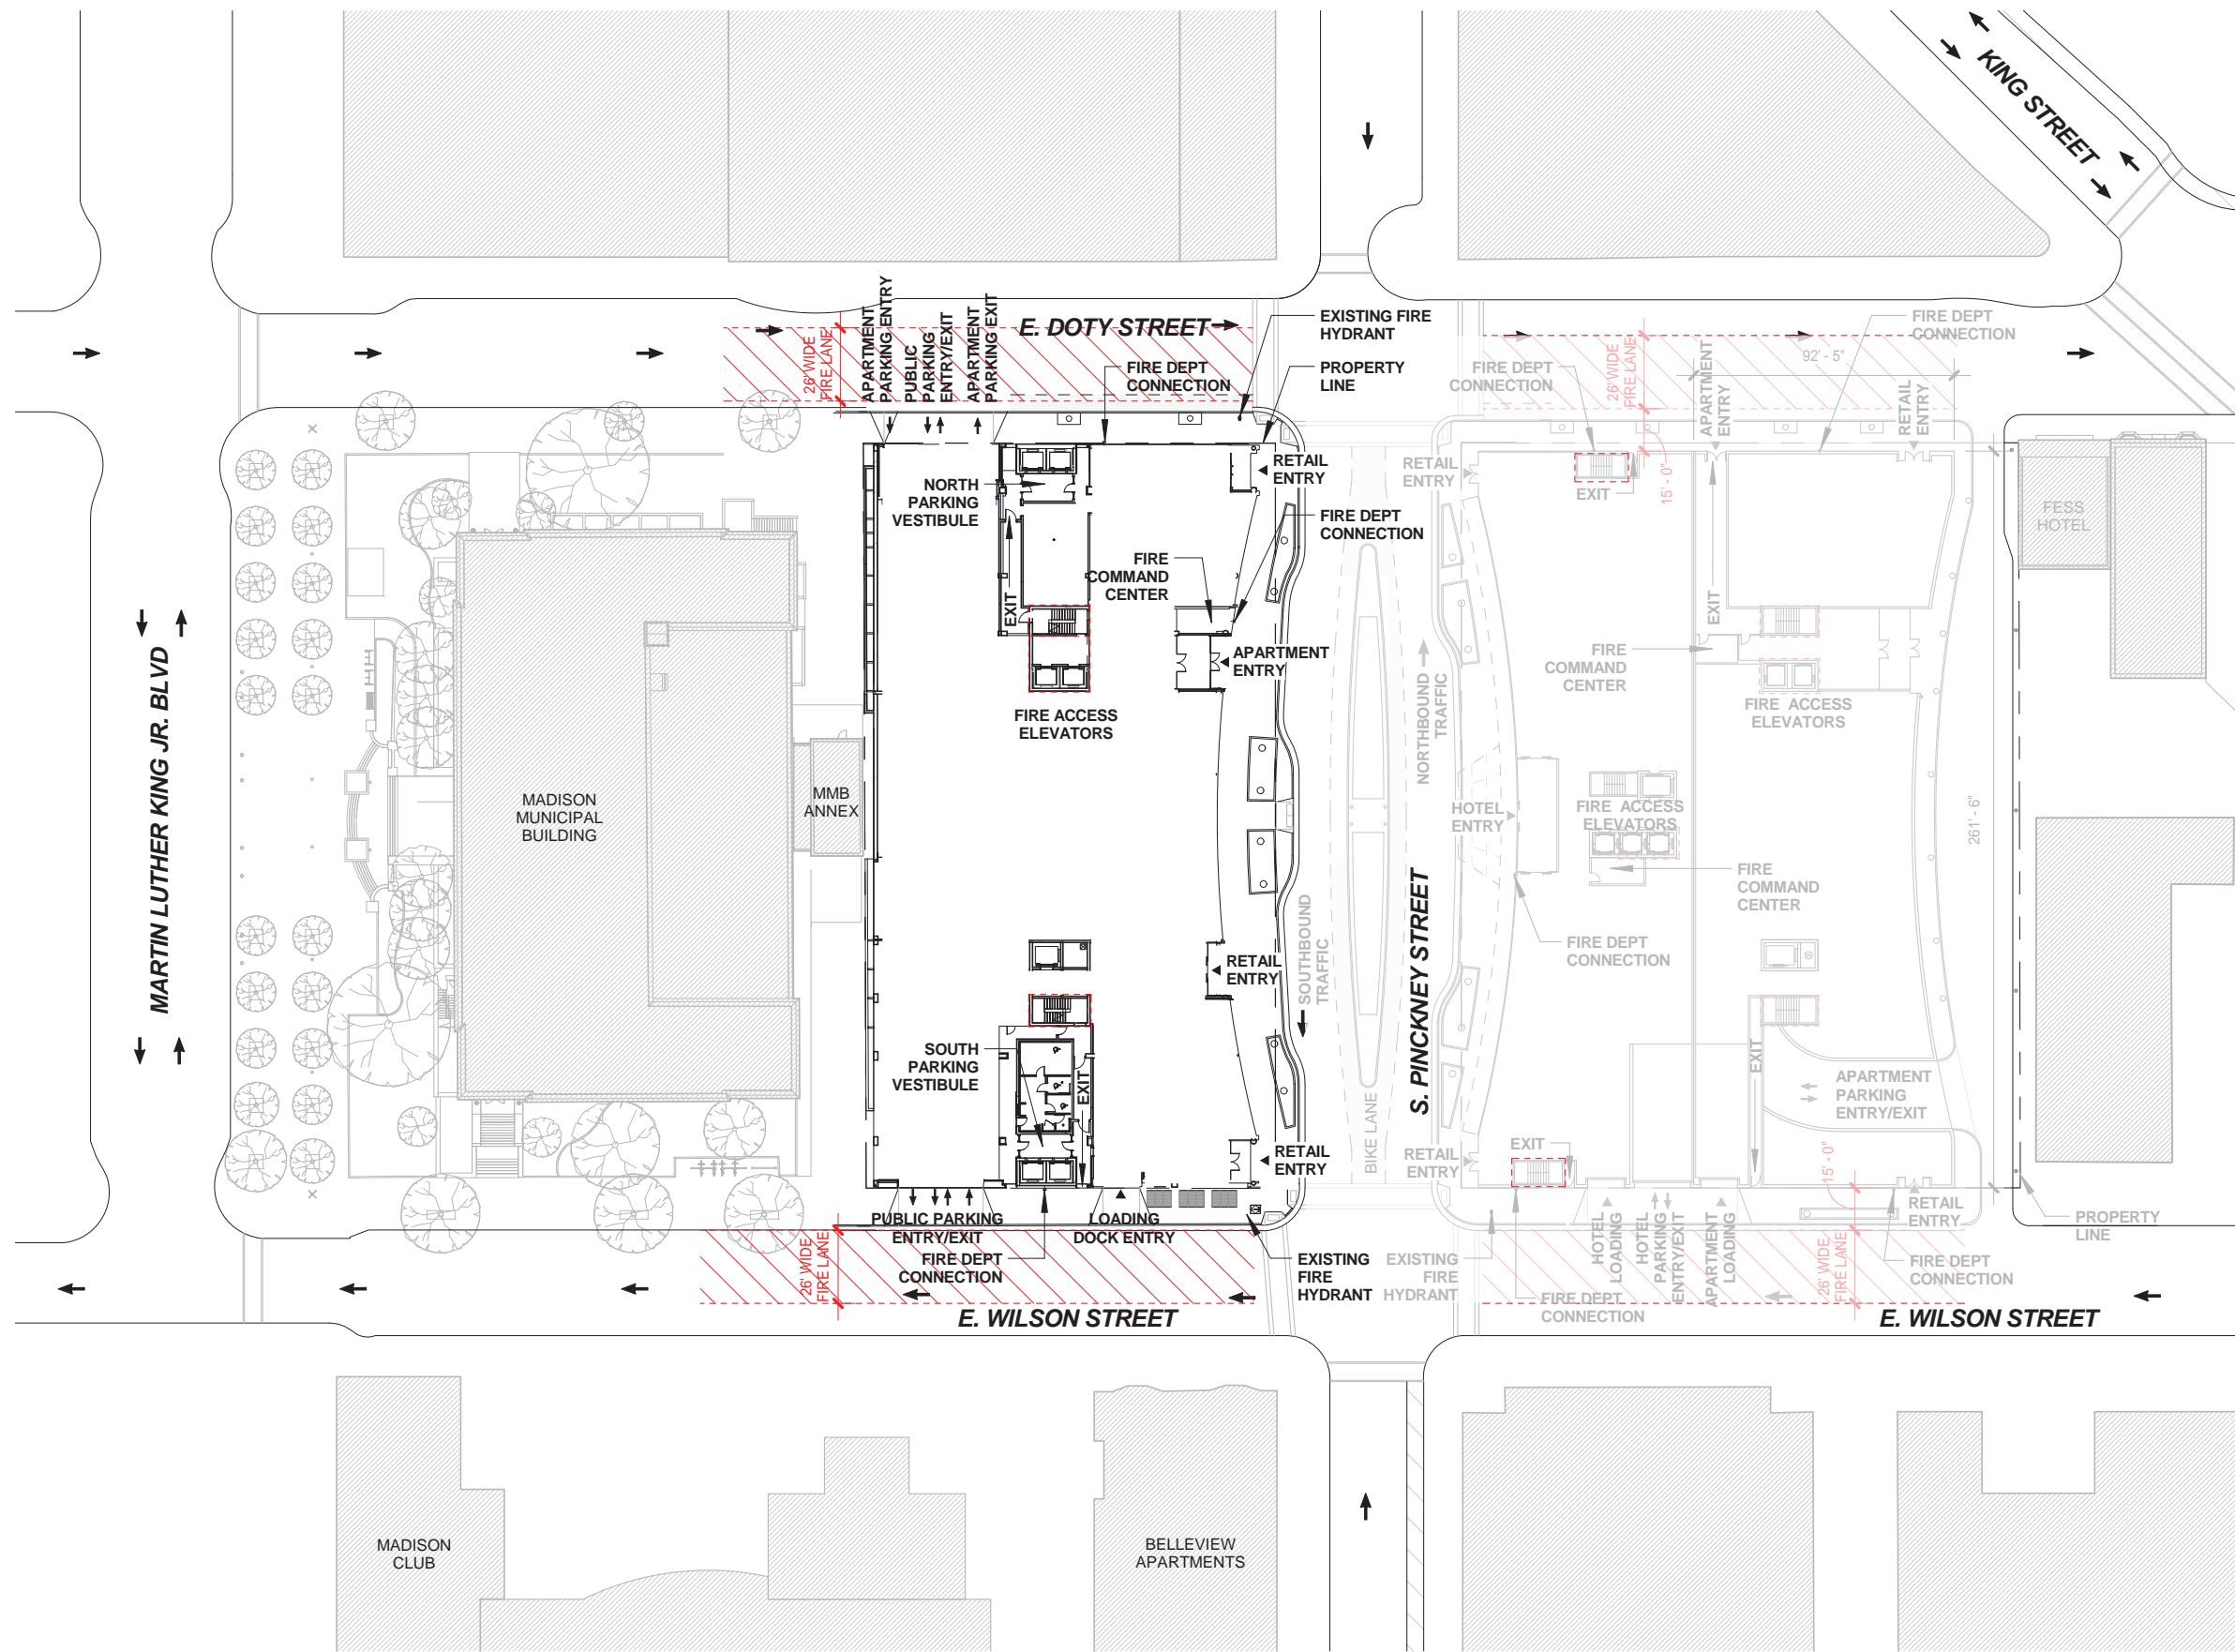 KING STREET
E. DOTY STREET
26' WIDE
FIRE LANE
APARTMENT
PARKING ENTRY
PUBLIC
PARKING
ENTRY/EXIT
APARTMENT
PARKING EXIT
FIRE DEPT
CONNECTION
EXISTING FIRE
HYDRANT
PROPERTY
LINE
FIRE DEPT
CONNECTION
26' WIDE
FIRE LANE
APARTMENT
ENTRY
92' - 5"
FIRE DEPT
CONNECTION
RETAIL
ENTRY
NORTH
PARKING
VESTIBULE
RETAIL
ENTRY
RETAIL
ENTRY
EXIT
15' - 0"
FESS
HOTEL
FIRE DEPT
CONNECTION
FIRE
COMMAND
CENTER
EXIT
EXIT
APARTMENT
ENTRY
FIRE
COMMAND
CENTER
FIRE ACCESS
ELEVATORS
NORTHBOUND
TRAFFIC
FIRE ACCESS
ELEVATORS
MARTIN LUTHER KING JR. BLVD
MADISON
MUNICIPAL
BUILDING
MMB
ANNEX
HOTEL
ENTRY
FIRE ACCESS
ELEVATORS
261' - 6"
FIRE
COMMAND
CENTER
S. PINCKNEY STREET
SOUTHBOUND
TRAFFIC
FIRE DEPT
CONNECTION
RETAIL
ENTRY
SOUTH
PARKING
VESTIBULE
EXIT
EXIT
APARTMENT
PARKING
ENTRY/EXIT
BIKE LANE
RETAIL
ENTRY
RETAIL
ENTRY
EXIT
15' - 0"
PUBLIC PARKING
ENTRY/EXIT
LOADING
DOCK ENTRY
FIRE DEPT
CONNECTION
26' WIDE
FIRE LANE
EXISTING
FIRE
HYDRANT
EXISTING
FIRE
HYDRANT
HOTEL
LOADING
HOTEL
PARKING
ENTRY/EXIT
APARTMENT
LOADING
26' WIDE
FIRE LANE
RETAIL
ENTRY
PROPERTY
LINE
FIRE DEPT
CONNECTION
FIRE DEPT
CONNECTION
E. WILSON STREET
E. WILSON STREET
MADISON
CLUB
BELLEVIEW
APARTMENTS